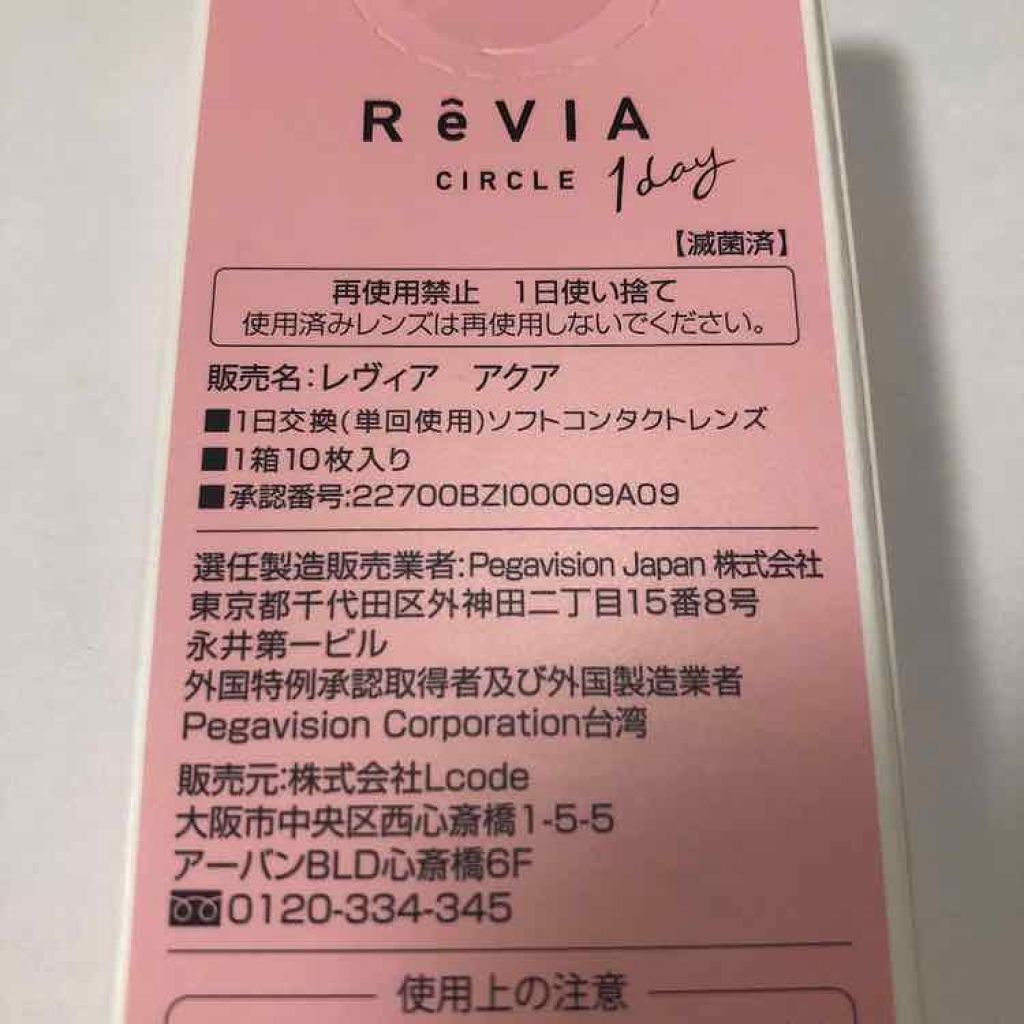 RêVIA
CIRCLE 1day
【滅菌済】
再使用禁止　1日使い捨て
使用済みレンズは再使用しないでください。
販売名：レヴィア　アクア
■1日交換(単回使用)ソフトコンタクトレンズ
■1箱10枚入り
■承認番号:22700BZI00009A09
選任製造販売業者:Pegavision Japan 株式会社
東京都千代田区外神田二丁目15番8号
永井第一ビル
外国特例承認取得者及び外国製造業者
Pegavision Corporation台湾
販売元:株式会社Lcode
大阪市中央区西心斎橋1-5-5
アーバンBLD心斎橋6F
0120-334-345
使用上の注意